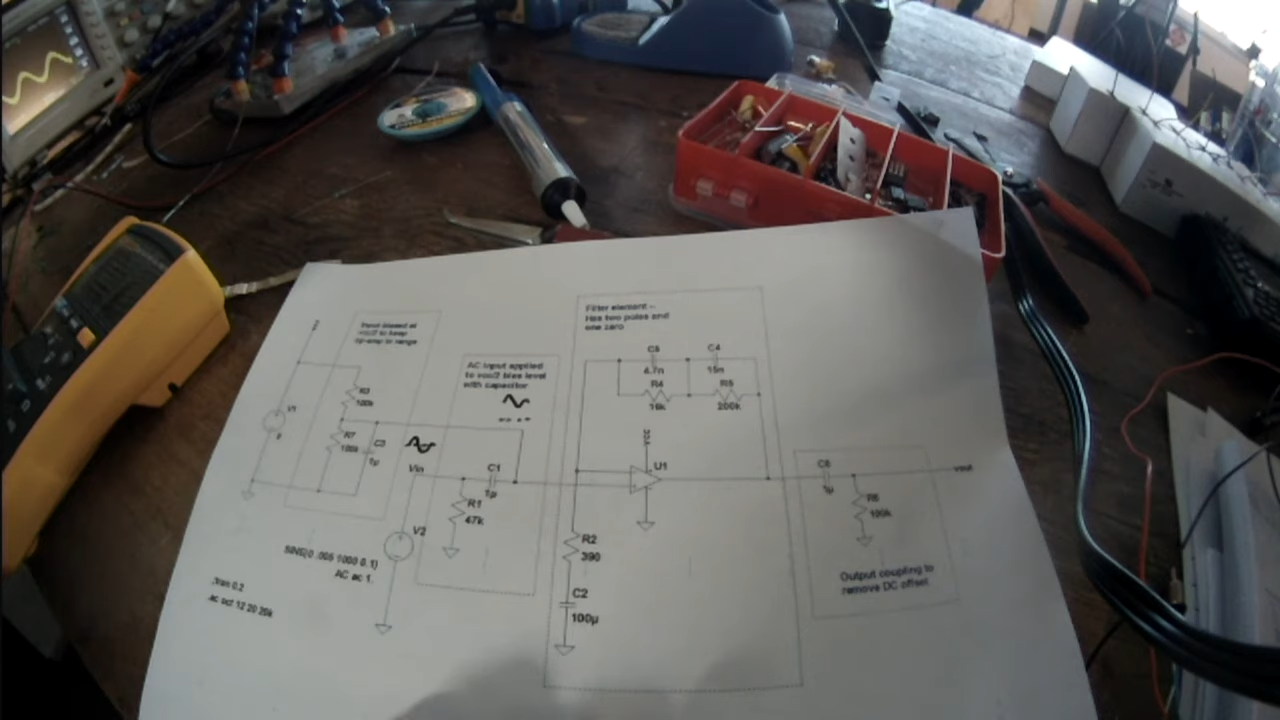 Input biased at
vcc/2 to keep
op-amp in range
AC input applied
to vcc/2 bias level
with capacitor
Filter element –
Has two poles and
one zero
C5
4.7n
C4
15n
R4
16k
R5
200k
R3
100k
V1
R7
100k
C3
1µ
Vin
C1
1µ
R1
47k
V2
U1
R2
390
C2
100µ
C6
1µ
R6
100k
vout
SINE(0 .005 1000 0.1)
AC ac 1.
.tran 0.2
.ac oct 12 20 20k
Output coupling to
remove DC offset